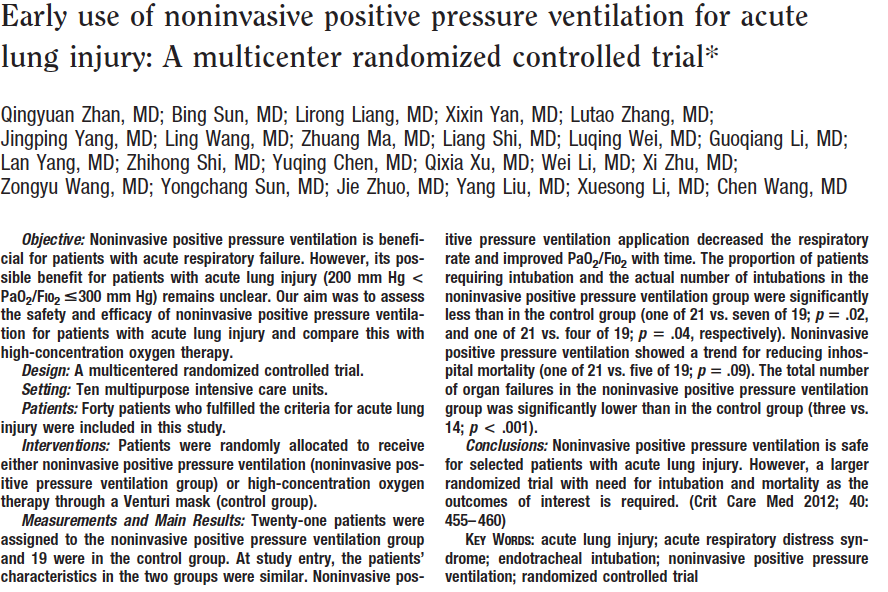 Early use of noninvasive positive pressure ventilation for acute
lung injury: A multicenter randomized controlled trial*
Qingyuan Zhan, MD; Bing Sun, MD; Lirong Liang, MD; Xixin Yan, MD; Lutao Zhang, MD;
Jingping Yang, MD; Ling Wang, MD; Zhuang Ma, MD; Liang Shi, MD; Luqing Wei, MD; Guoqiang Li, MD;
Lan Yang, MD; Zhihong Shi, MD; Yuqing Chen, MD; Qixia Xu, MD; Wei Li, MD; Xi Zhu, MD;
Zongyu Wang, MD; Yongchang Sun, MD; Jie Zhuo, MD; Yang Liu, MD; Xuesong Li, MD; Chen Wang, MD
Objective: Noninvasive positive pressure ventilation is benefi-
cial for patients with acute respiratory failure. However, its pos-
sible benefit for patients with acute lung injury (200 mm Hg <
PaO2/FIO2 ≤300 mm Hg) remains unclear. Our aim was to assess
the safety and efficacy of noninvasive positive pressure ventila-
tion for patients with acute lung injury and compare this with
high-concentration oxygen therapy.
Design: A multicentered randomized controlled trial.
Setting: Ten multipurpose intensive care units.
Patients: Forty patients who fulfilled the criteria for acute lung
injury were included in this study.
Interventions: Patients were randomly allocated to receive
either noninvasive positive pressure ventilation (noninvasive pos-
itive pressure ventilation group) or high-concentration oxygen
therapy through a Venturi mask (control group).
Measurements and Main Results: Twenty-one patients were
assigned to the noninvasive positive pressure ventilation group
and 19 were in the control group. At study entry, the patients'
characteristics in the two groups were similar. Noninvasive pos-
itive pressure ventilation application decreased the respiratory
rate and improved PaO2/FIO2 with time. The proportion of patients
requiring intubation and the actual number of intubations in the
noninvasive positive pressure ventilation group were significantly
less than in the control group (one of 21 vs. seven of 19; p = .02,
and one of 21 vs. four of 19; p = .04, respectively). Noninvasive
positive pressure ventilation showed a trend for reducing inhos-
pital mortality (one of 21 vs. five of 19; p = .09). The total number
of organ failures in the noninvasive positive pressure ventilation
group was significantly lower than in the control group (three vs.
14; p < .001).
Conclusions: Noninvasive positive pressure ventilation is safe
for selected patients with acute lung injury. However, a larger
randomized trial with need for intubation and mortality as the
outcomes of interest is required. (Crit Care Med 2012; 40:
455–460)
KEY WORDS: acute lung injury; acute respiratory distress syn-
drome; endotracheal intubation; noninvasive positive pressure
ventilation; randomized controlled trial